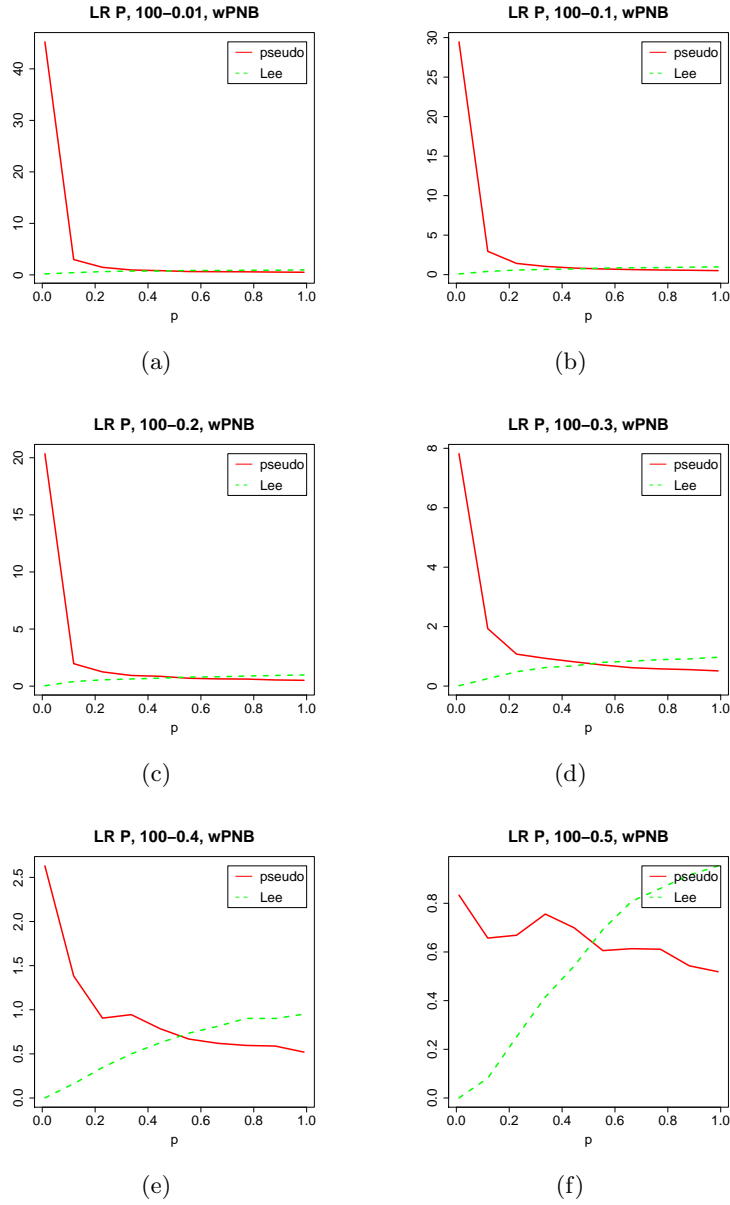 LR P, 100−0.01, wPNB
pseudo
Lee
0 10 20 30 40
0.0 0.2 0.4 0.6 0.8 1.0
p
(a)
LR P, 100−0.1, wPNB
pseudo
Lee
0 5 10 15 20 25 30
0.0 0.2 0.4 0.6 0.8 1.0
p
(b)
LR P, 100−0.2, wPNB
pseudo
Lee
0 5 10 15 20
0.0 0.2 0.4 0.6 0.8 1.0
p
(c)
LR P, 100−0.3, wPNB
pseudo
Lee
0 2 4 6 8
0.0 0.2 0.4 0.6 0.8 1.0
p
(d)
LR P, 100−0.4, wPNB
pseudo
Lee
0.0 0.5 1.0 1.5 2.0 2.5
0.0 0.2 0.4 0.6 0.8 1.0
p
(e)
LR P, 100−0.5, wPNB
pseudo
Lee
0.0 0.2 0.4 0.6 0.8
0.0 0.2 0.4 0.6 0.8 1.0
p
(f)